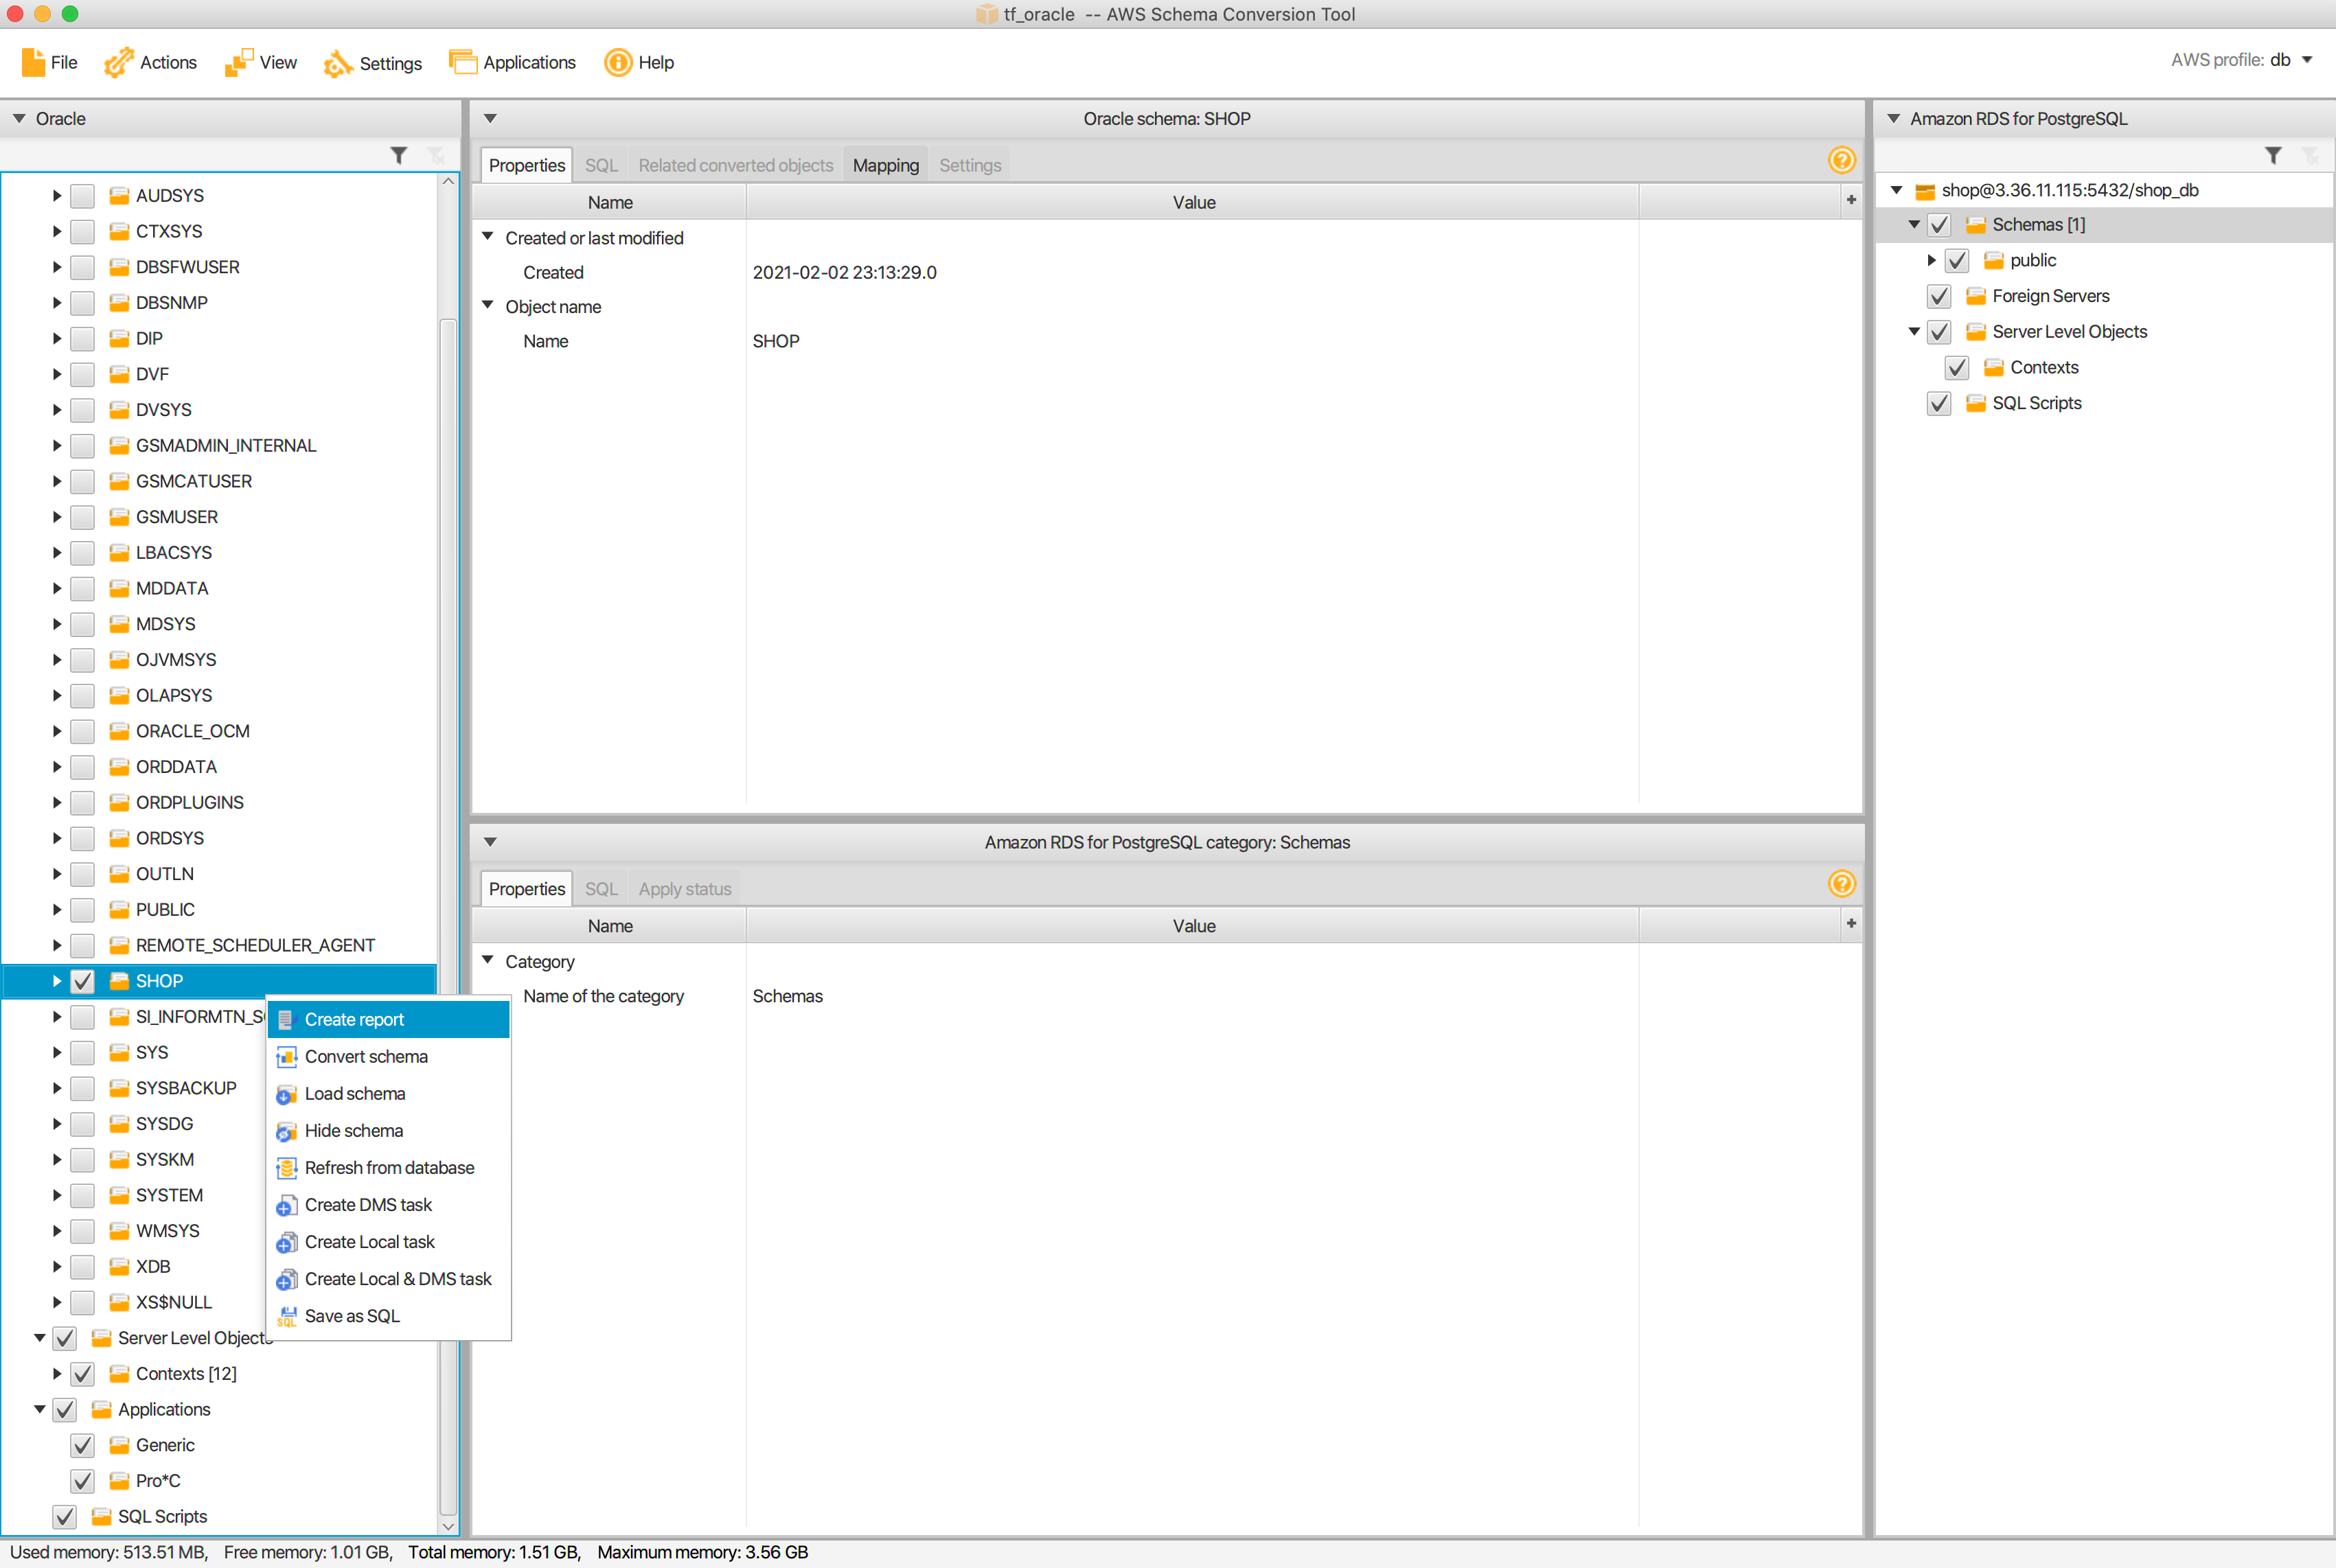 tf_oracle -- AWS Schema Conversion Tool
File Actions View Settings Applications Help AWS profile: db
Oracle
AUDSYS
CTXSYS
DBSFWUSER
DBSNMP
DIP
DVF
DVSYS
GSMADMIN_INTERNAL
GSMCATUSER
GSMUSER
LBACSYS
MDDATA
MDSYS
OJVMSYS
OLAPSYS
ORACLE_OCM
ORDDATA
ORDPLUGINS
ORDSYS
OUTLN
PUBLIC
REMOTE_SCHEDULER_AGENT
SHOP
SI_INFORMTN_S
SYS
SYSBACKUP
SYSDG
SYSKM
SYSTEM
WMSYS
XDB
XS$NULL
Server Level Objects
Contexts [12]
Applications
Generic
Pro*C
SQL Scripts
Create report
Convert schema
Load schema
Hide schema
Refresh from database
Create DMS task
Create Local task
Create Local & DMS task
Save as SQL
Oracle schema: SHOP
Properties SQL Related converted objects Mapping Settings
Name Value
Created or last modified
Created 2021-02-02 23:13:29.0
Object name
Name SHOP
Amazon RDS for PostgreSQL category: Schemas
Properties SQL Apply status
Name Value
Category
Name of the category Schemas
Amazon RDS for PostgreSQL
shop@3.36.11.115:5432/shop_db
Schemas [1]
public
Foreign Servers
Server Level Objects
Contexts
SQL Scripts
Used memory: 513.51 MB, Free memory: 1.01 GB, Total memory: 1.51 GB, Maximum memory: 3.56 GB